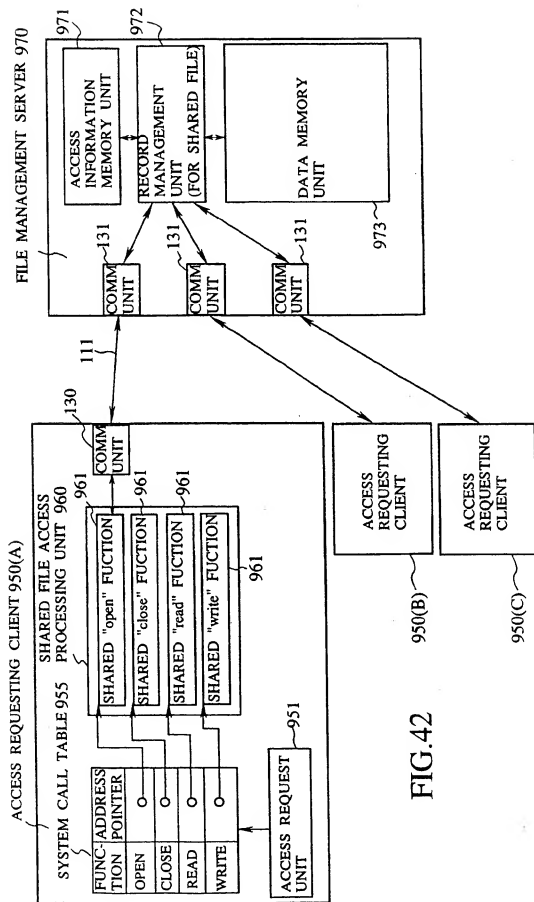 ACCESS REQUESTING CLIENT 950(A)
SYSTEM CALL TABLE 955
FUNC-
TION
ADDRESS
POINTER
OPEN
CLOSE
READ
WRITE
ACCESS REQUEST
UNIT
951
SHARED FILE ACCESS
PROCESSING UNIT 960
961
SHARED "open" FUCTION
961
SHARED "close" FUCTION
961
SHARED "read" FUCTION
SHARED "write" FUCTION
961
130
COMM
UNIT
111
FILE MANAGEMENT SERVER 970
131
COMM
UNIT
131
COMM
UNIT
131
COMM
UNIT
971
ACCESS
INFORMATION
MEMORY UNIT
972
RECORD
MANAGEMENT
UNIT
(FOR SHARED FILE)
DATA MEMORY
UNIT
973
ACCESS
REQUESTING
CLIENT
950(B)
ACCESS
REQUESTING
CLIENT
950(C)
FIG.42